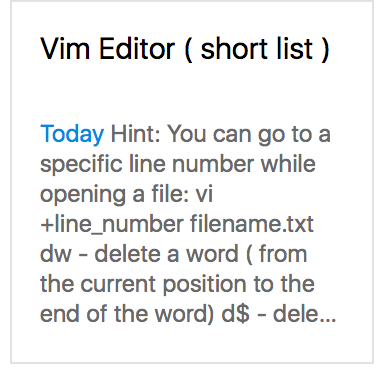 Vim Editor ( short list )
Today Hint: You can go to a
specific line number while
opening a file: vi
+line_number filename.txt
dw - delete a word ( from
the current position to the
end of the word) d$ - dele...